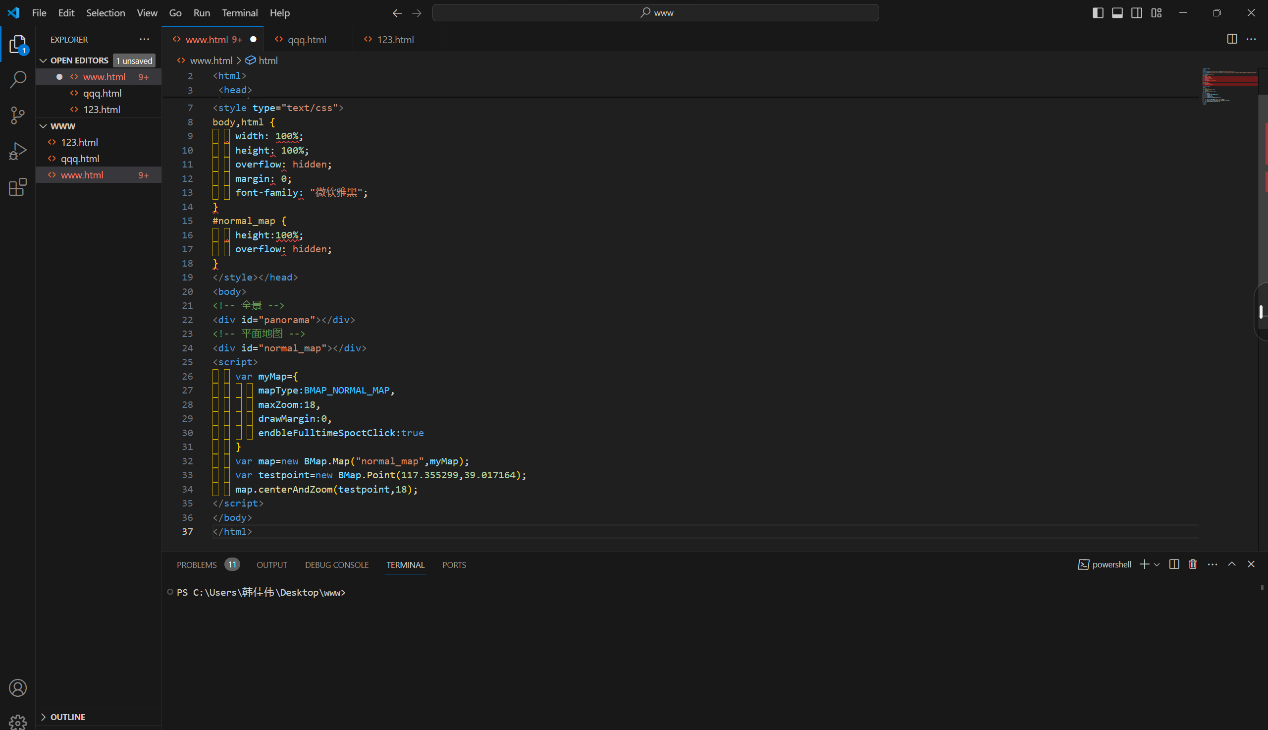 File Edit Selection View Go Run Terminal Help
www
EXPLORER
OPEN EDITORS 1 unsaved
www.html 9+
qqq.html
123.html
WWW
123.html
qqq.html
www.html 9+
OUTLINE
www.html 9+ qqq.html 123.html
www.html > html
2 <html>
3 <head>
7 <style type="text/css">
8 body,html {
9 width: 100%;
10 height: 100%;
11 overflow: hidden;
12 margin: 0;
13 font-family: "微软雅黑";
14 }
15 #normal_map {
16 height:100%;
17 overflow: hidden;
18 }
19 </style></head>
20 <body>
21 <!-- 全景 -->
22 <div id="panorama"></div>
23 <!-- 平面地图 -->
24 <div id="normal_map"></div>
25 <script>
26 var myMap={
27 mapType:BMAP_NORMAL_MAP,
28 maxZoom:18,
29 drawMargin:0,
30 endbleFulltimeSpoctClick:true
31 }
32 var map=new BMap.Map("normal_map",myMap);
33 var testpoint=new BMap.Point(117.355299,39.017164);
34 map.centerAndZoom(testpoint,18);
35 </script>
36 </body>
37 </html>
PROBLEMS 11 OUTPUT DEBUG CONSOLE TERMINAL PORTS
powershell
PS C:\Users\韩仕伟\Desktop\www>
1